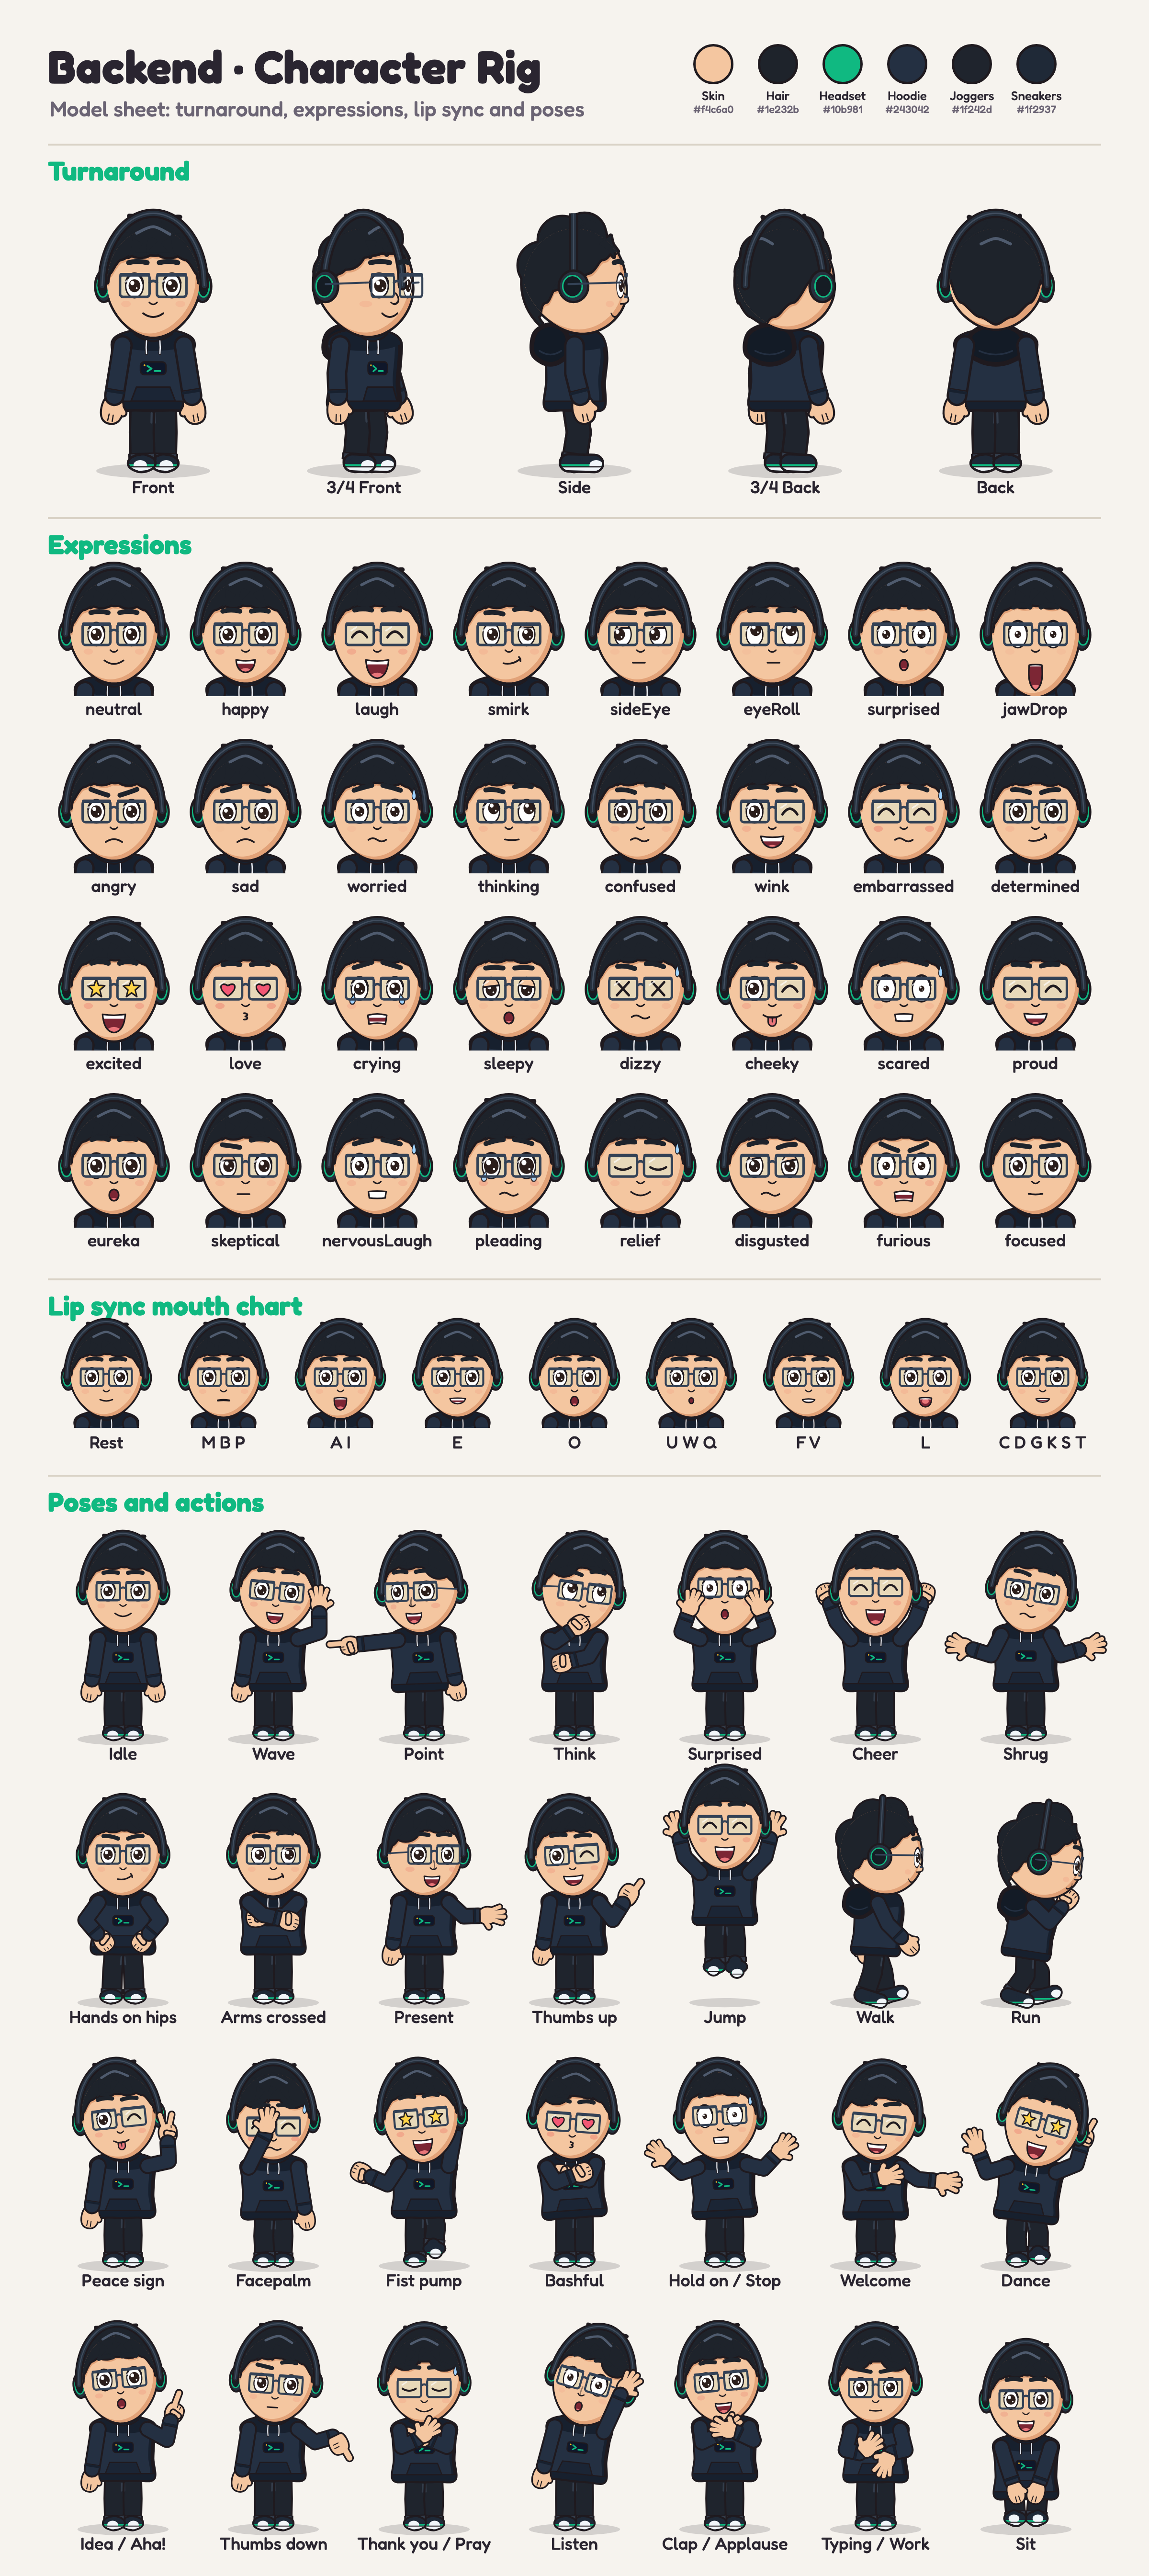 Backend · Character Rig
Model sheet: turnaround, expressions, lip sync and poses
Skin Hair Headset Hoodie Joggers Sneakers
#f4c6a0 #1e232b #10b981 #243042 #1f242d #1f2937
Turnaround
>_ >_
Front 3/4 Front Side 3/4 Back Back
Expressions
neutral happy laugh smirk sideEye eyeRoll surprised jawDrop
angry sad worried thinking confused wink embarrassed determined
excited love crying sleepy dizzy cheeky scared proud
eureka skeptical nervousLaugh pleading relief disgusted furious focused
Lip sync mouth chart
Rest M B P A I E O U W Q F V L C D G K S T
Poses and actions
Idle Wave Point Think Surprised Cheer Shrug
Hands on hips Arms crossed Present Thumbs up Jump Walk Run
Peace sign Facepalm Fist pump Bashful Hold on / Stop Welcome Dance
Idea / Aha! Thumbs down Thank you / Pray Listen Clap / Applause Typing / Work Sit